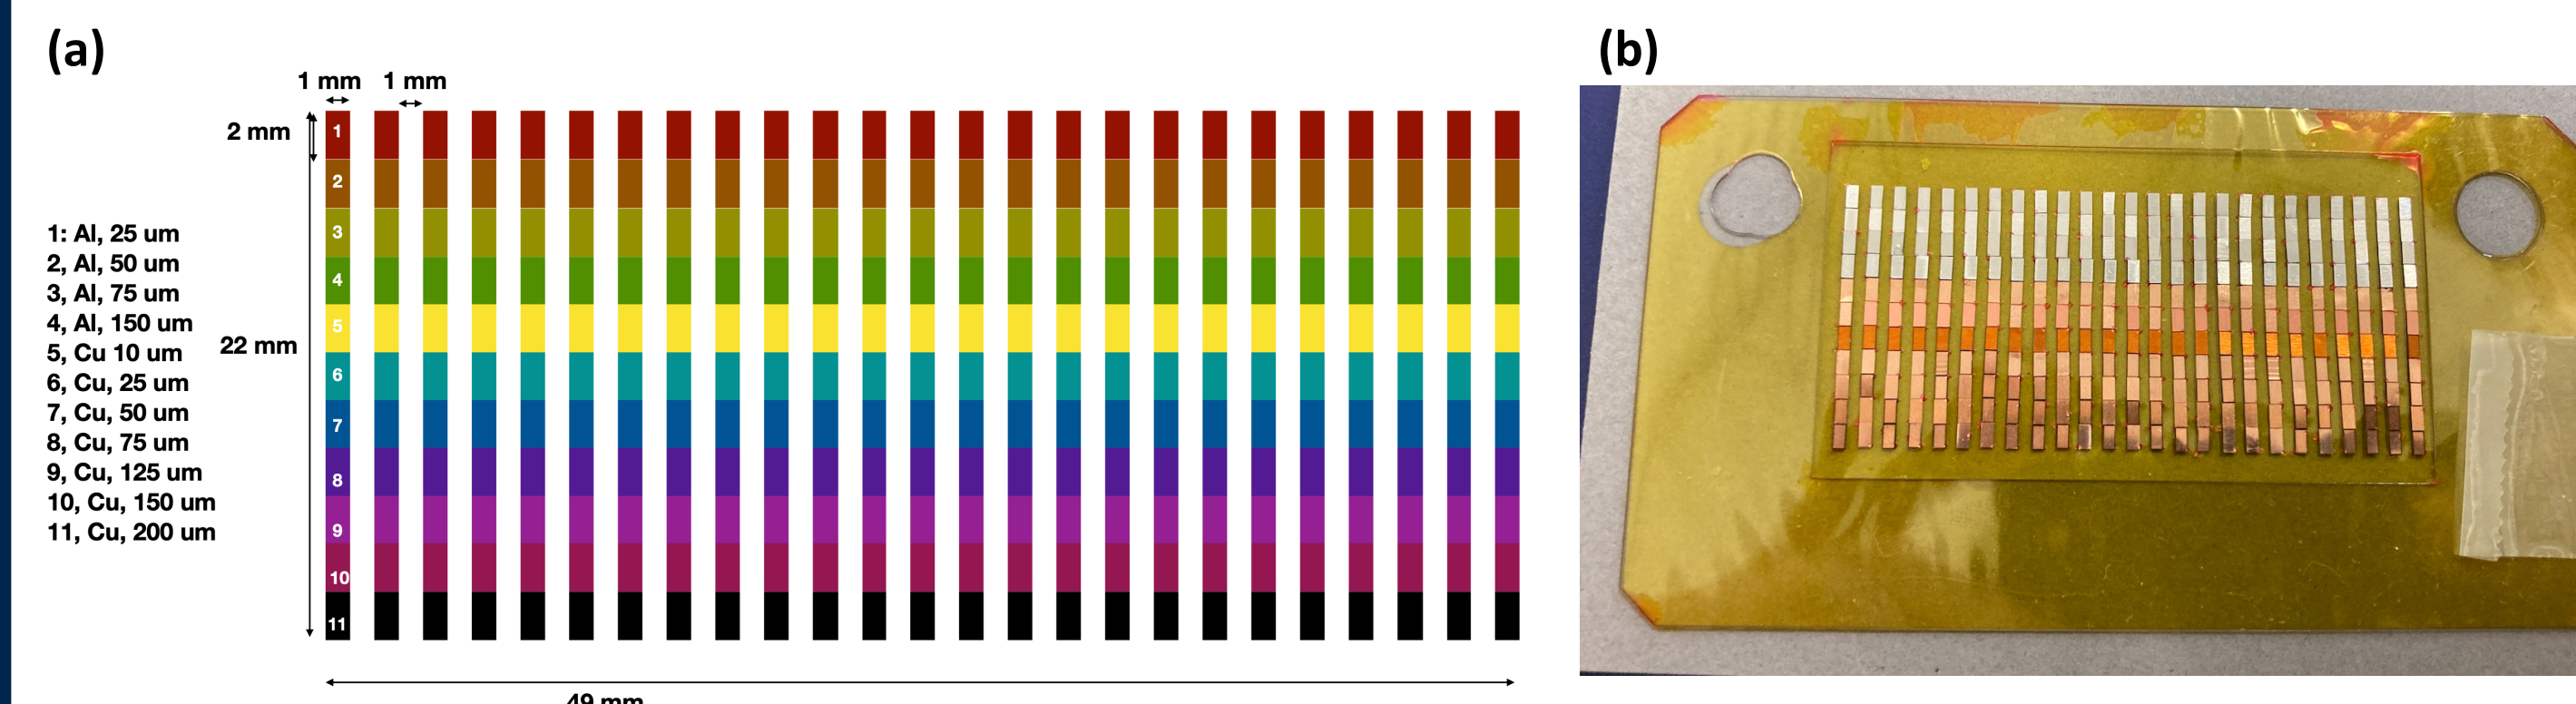 (a)
(b)
1 mm 1 mm
2 mm
1
2
3
4
5
6
7
8
9
10
11
1: Al, 25 um
2, Al, 50 um
3, Al, 75 um
4, Al, 150 um
5, Cu 10 um
6, Cu, 25 um
7, Cu, 50 um
8, Cu, 75 um
9, Cu, 125 um
10, Cu, 150 um
11, Cu, 200 um
22 mm
49 mm